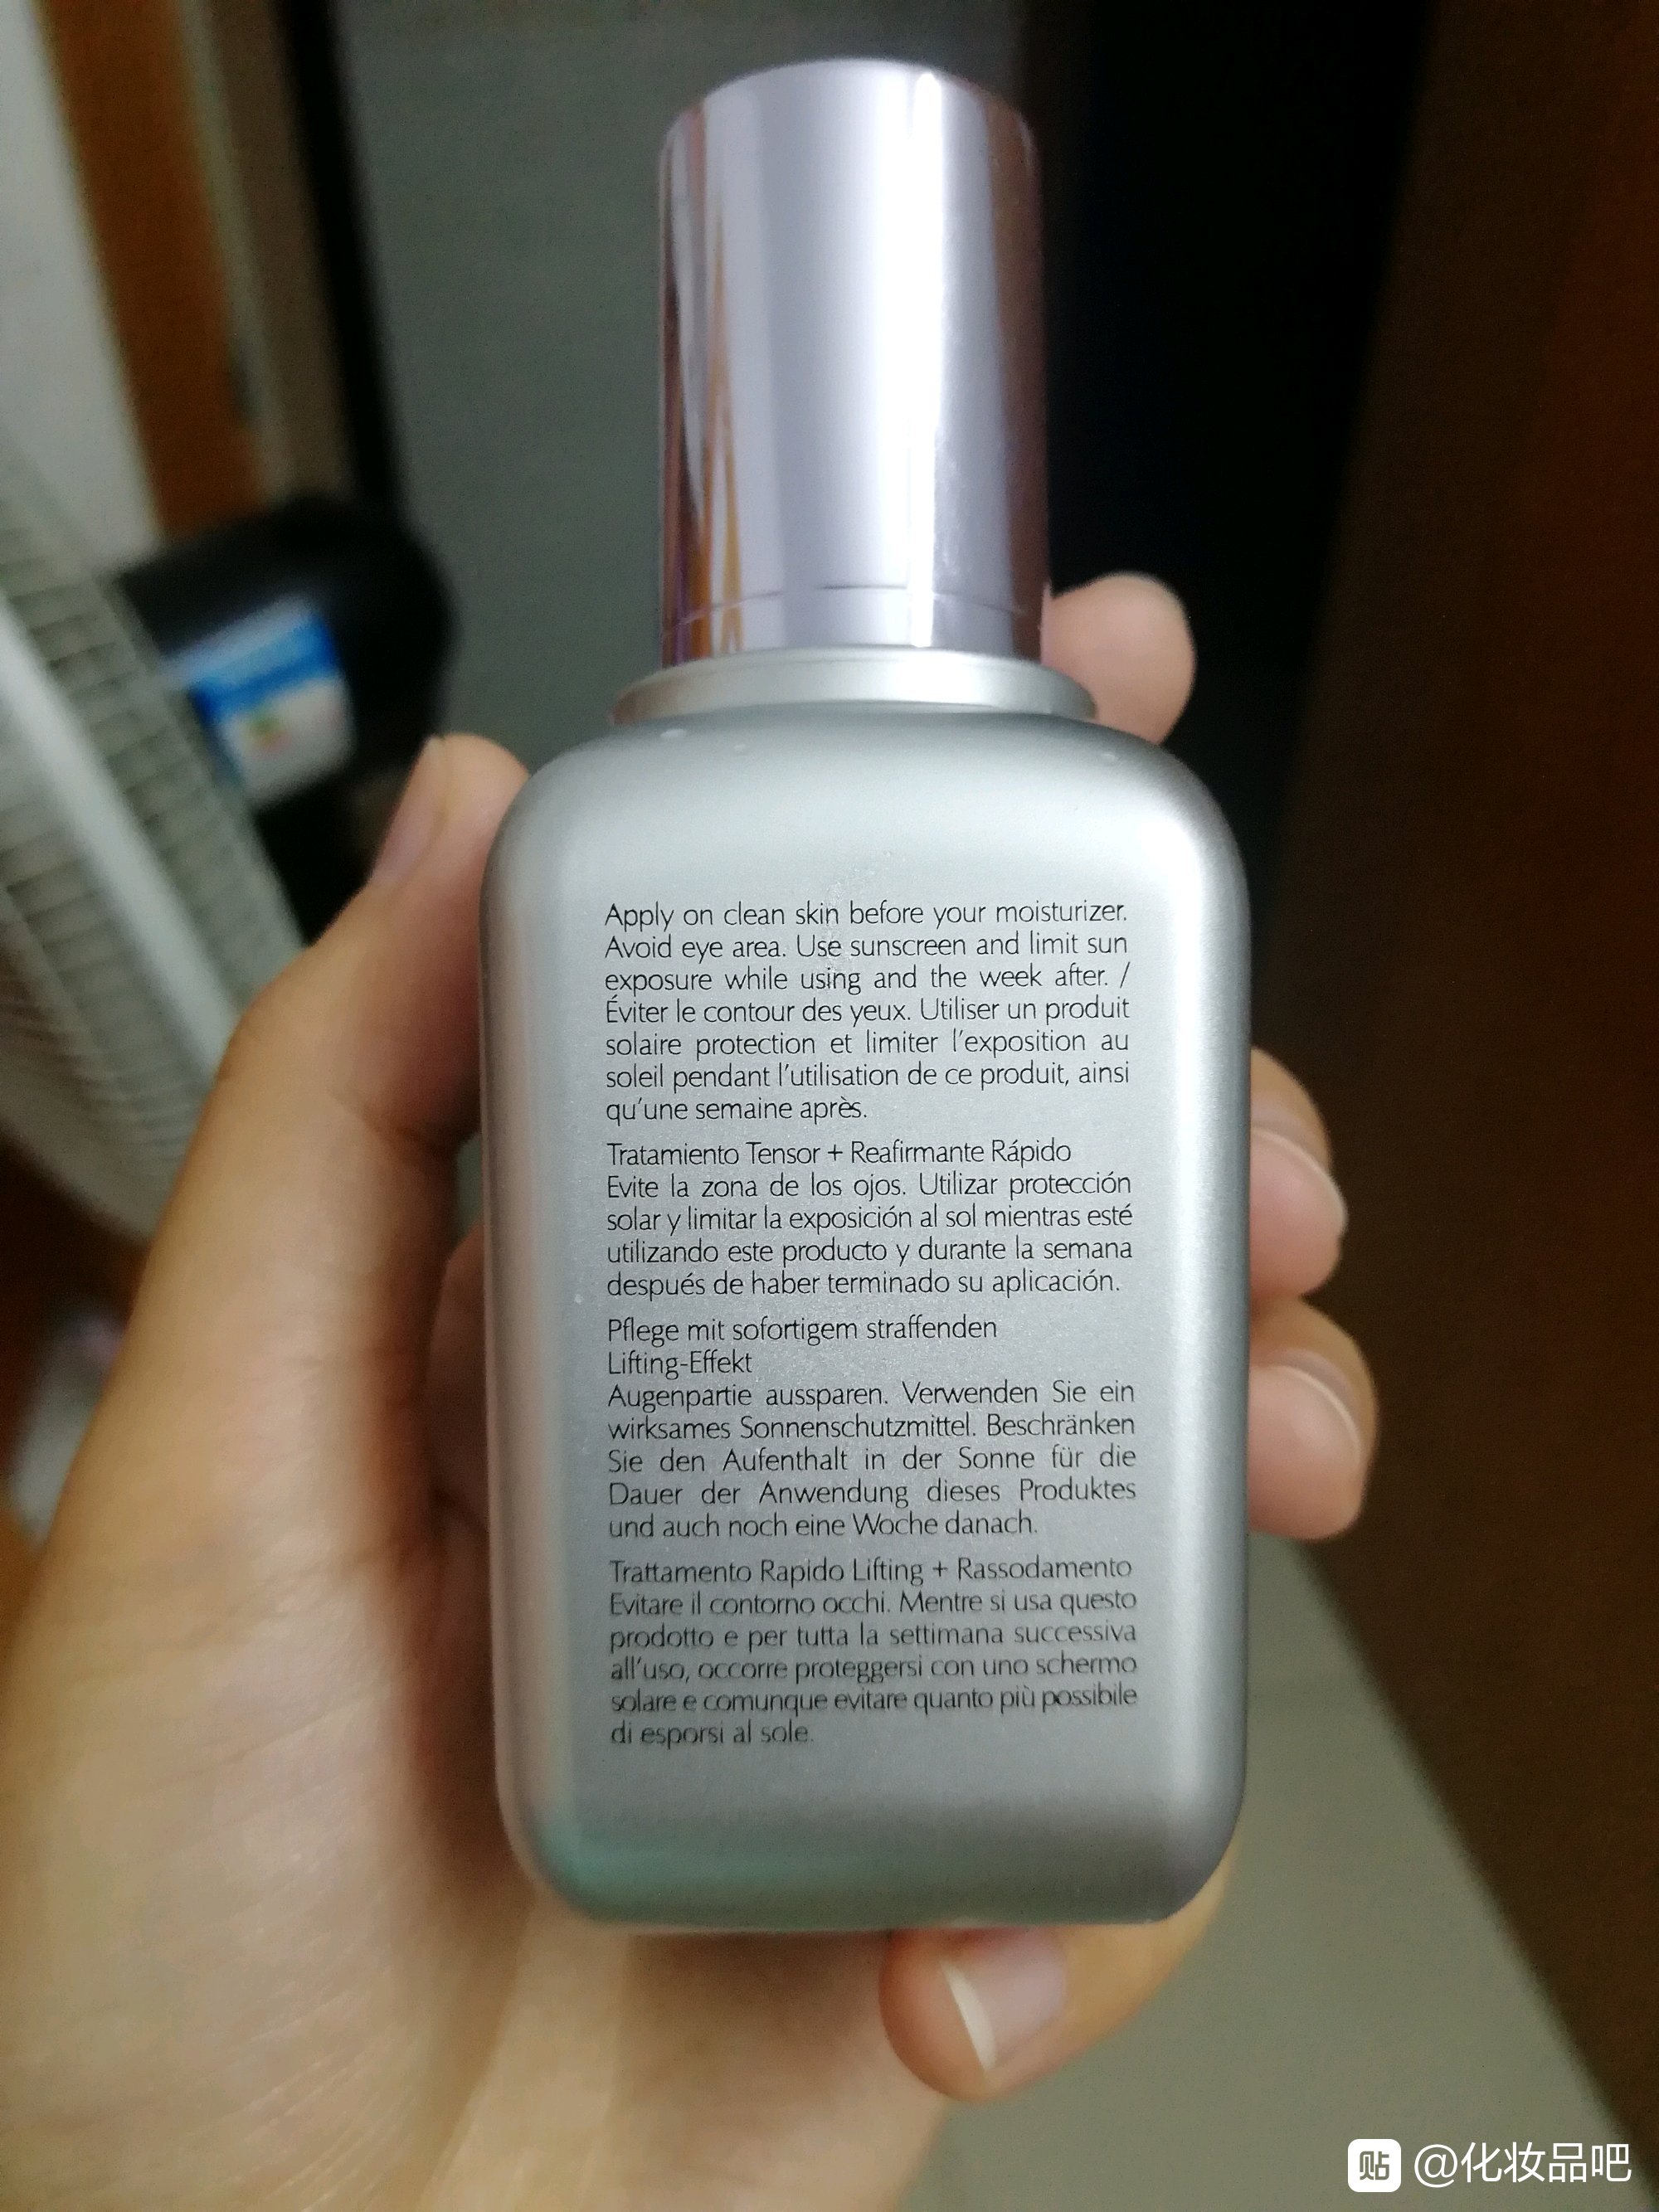 Apply on clean skin before your moisturizer.
Avoid eye area. Use sunscreen and limit sun
exposure while using and the week after. /
Éviter le contour des yeux. Utiliser un produit
solaire protection et limiter l'exposition au
soleil pendant l'utilisation de ce produit, ainsi
qu'une semaine après.
Tratamiento Tensor + Reafirmante Rápido
Evite la zona de los ojos. Utilizar protección
solar y limitar la exposición al sol mientras esté
utilizando este producto y durante la semana
después de haber terminado su aplicación.
Pflege mit sofortigem straffenden
Lifting-Effekt
Augenpartie aussparen. Verwenden Sie ein
wirksames Sonnenschutzmittel. Beschränken
Sie den Aufenthalt in der Sonne für die
Dauer der Anwendung dieses Produktes
und auch noch eine Woche danach.
Trattamento Rapido Lifting + Rassodamento
Evitare il contorno occhi. Mentre si usa questo
prodotto e per tutta la settimana successiva
all'uso, occorre proteggersi con uno schermo
solare e comunque evitare quanto più possibile
di esporsi al sole.
贴 @化妆品吧